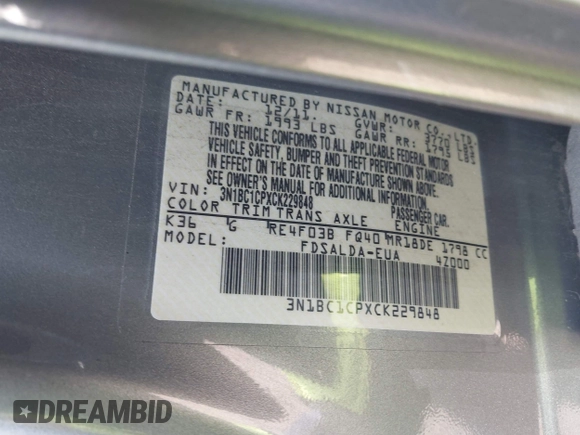 MANUFACTURED BY NISSAN MOTOR CO.,LTD.
DATE: 12/11. GVWR: 3770 LBS
GAWR FR: 1993 LBS GAWR RR: 1795 LBS
THIS VEHICLE CONFORMS TO ALL APPLICABLE FEDERAL MOTOR
VEHICLE SAFETY, BUMPER AND THEFT PREVENTION STANDARDS
IN EFFECT ON THE DATE OF MANUFACTURE SHOWN ABOVE.
SEE OWNER'S MANUAL FOR ADDITIONAL INFORMATION.
VIN: 3N1BC1CPXCK229848 PASSENGER CAR.
COLOR TRIM TRANS AXLE ENGINE
K36 G RE4F03B FQ40 MR18DE 1798 CC
MODEL: FDSALDA-EUA 4Z000
3N1BC1CPXCK229848
DREAMBID